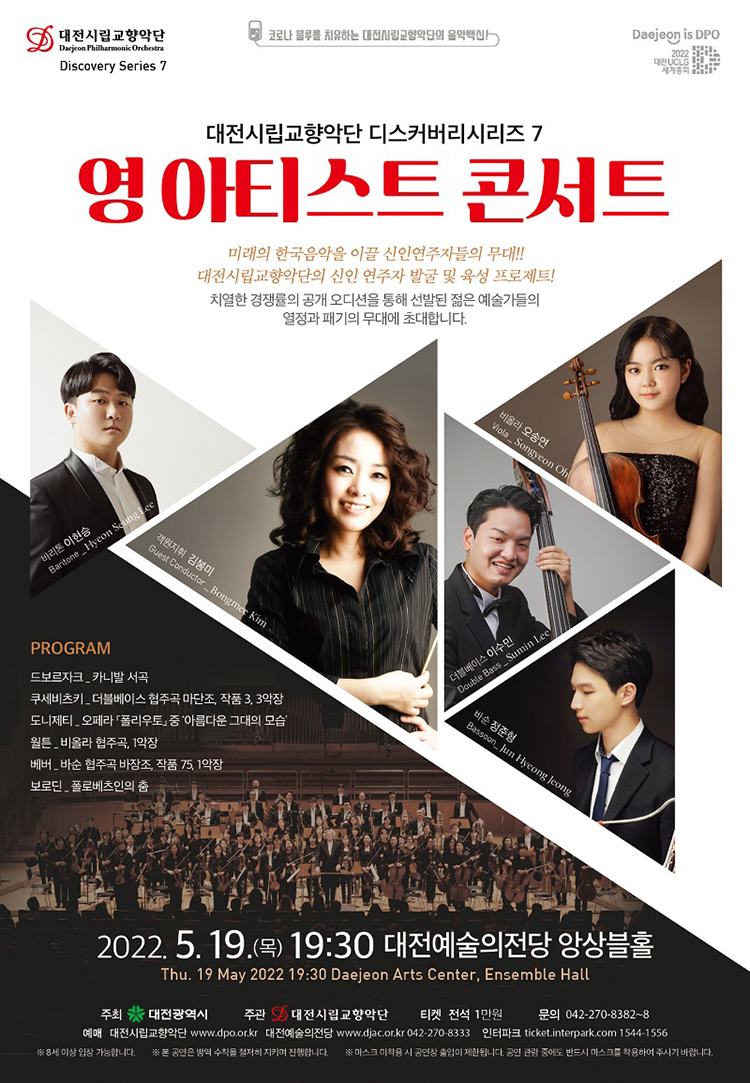 대전시립교향악단
Daejeon Philharmonic Orchestra
Discovery Series 7
코로나 블루를 치유하는 대전시립교향악단의 음악백신!
Daejeon is DPO
2022
대전UCLG
세계총회
대전시립교향악단 디스커버리시리즈 7
영 아티스트 콘서트
미래의 한국음악을 이끌 신인연주자들의 무대!!
대전시립교향악단의 신인 연주자 발굴 및 육성 프로젝트!
치열한 경쟁률의 공개 오디션을 통해 선발된 젊은 예술가들의
열정과 패기의 무대에 초대합니다.
비올라 오송연
Viola _ Songyeon Oh
바리톤 이현승
Baritone _ Hyeon Seung Lee
객원지휘 김봉미
Guest Conductor _ Bongmee Kim
더블베이스 이수민
Double Bass _ Sumin Lee
바순 정준형
Bassoon_ Jun Hyeong Jeong
PROGRAM
드보르자크 _ 카니발 서곡
쿠세비츠키 _ 더블베이스 협주곡 마단조, 작품 3, 3악장
도니제티 _ 오페라 「폴리우토」 중 '아름다운 그대의 모습'
월튼 _ 비올라 협주곡, 1악장
베버 _ 바순 협주곡 바장조, 작품 75, 1악장
보로딘 _ 폴로베츠인의 춤
2022. 5. 19.(목) 19:30 대전예술의전당 앙상블홀
Thu. 19 May 2022 19:30 Daejeon Arts Center, Ensemble Hall
주최 대전광역시 주관 대전시립교향악단 티켓 전석 1만원 문의 042-270-8382~8
예매 대전시립교향악단 www.dpo.or.kr 대전예술의전당 www.djac.or.kr 042-270-8333 인터파크 ticket.interpark.com 1544-1556
※ 8세 이상 입장 가능합니다. ※ 본 공연은 방역 수칙을 철저히 지키며 진행합니다. ※ 마스크 미착용 시 공연장 출입이 제한됩니다. 공연 관람 중에도 반드시 마스크를 착용하여 주시기 바랍니다.